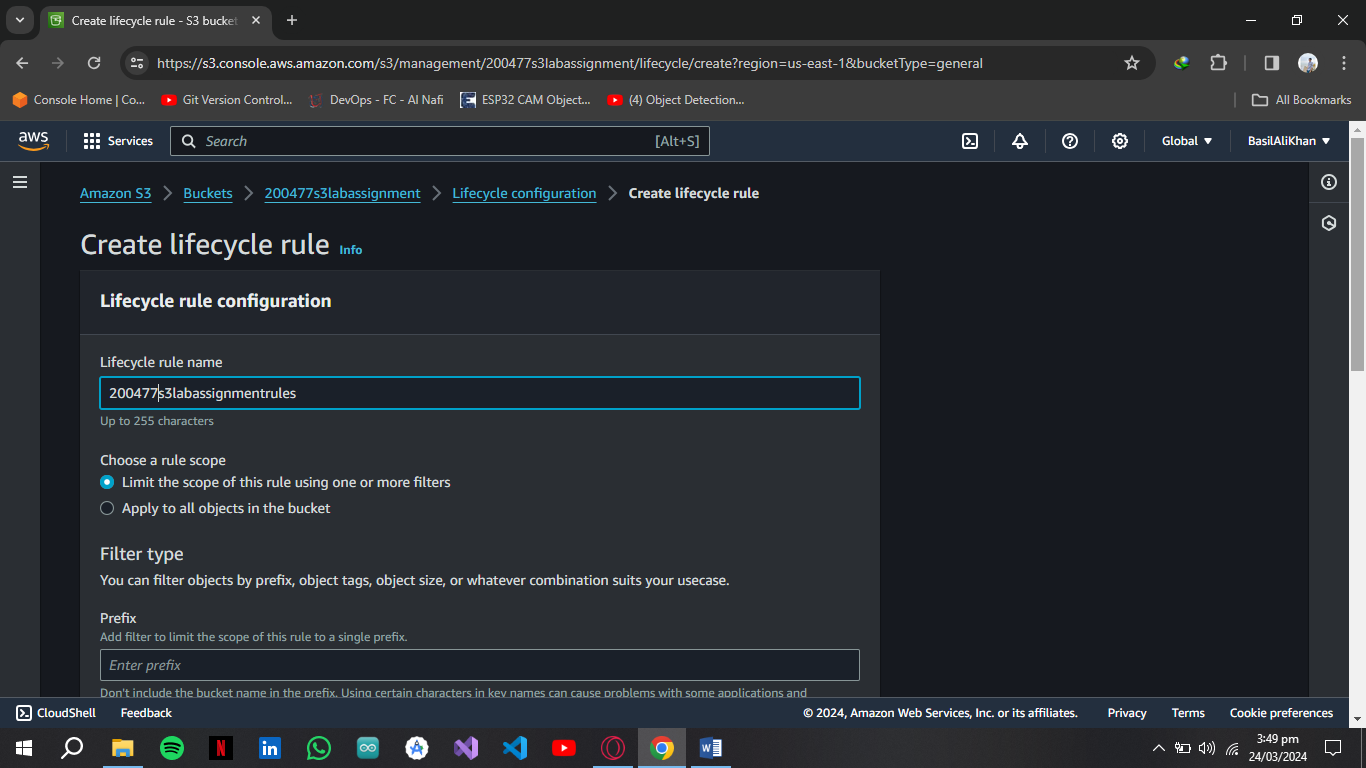 Create lifecycle rule - S3 bucket
https://s3.console.aws.amazon.com/s3/management/200477s3labassignment/lifecycle/create?region=us-east-1&bucketType=general
Console Home | Co... Git Version Control... DevOps - FC - Al Nafi ESP32 CAM Object... (4) Object Detection... All Bookmarks
aws Services Search [Alt+S] Global BasilAliKhan
Amazon S3 Buckets 200477s3labassignment Lifecycle configuration Create lifecycle rule
Create lifecycle rule Info
Lifecycle rule configuration
Lifecycle rule name
200477s3labassignmentrules
Up to 255 characters
Choose a rule scope
Limit the scope of this rule using one or more filters
Apply to all objects in the bucket
Filter type
You can filter objects by prefix, object tags, object size, or whatever combination suits your usecase.
Prefix
Add filter to limit the scope of this rule to a single prefix.
Enter prefix
Don't include the bucket name in the prefix. Using certain characters in key names can cause problems with some applications and
CloudShell Feedback © 2024, Amazon Web Services, Inc. or its affiliates. Privacy Terms Cookie preferences
3:49 pm
24/03/2024